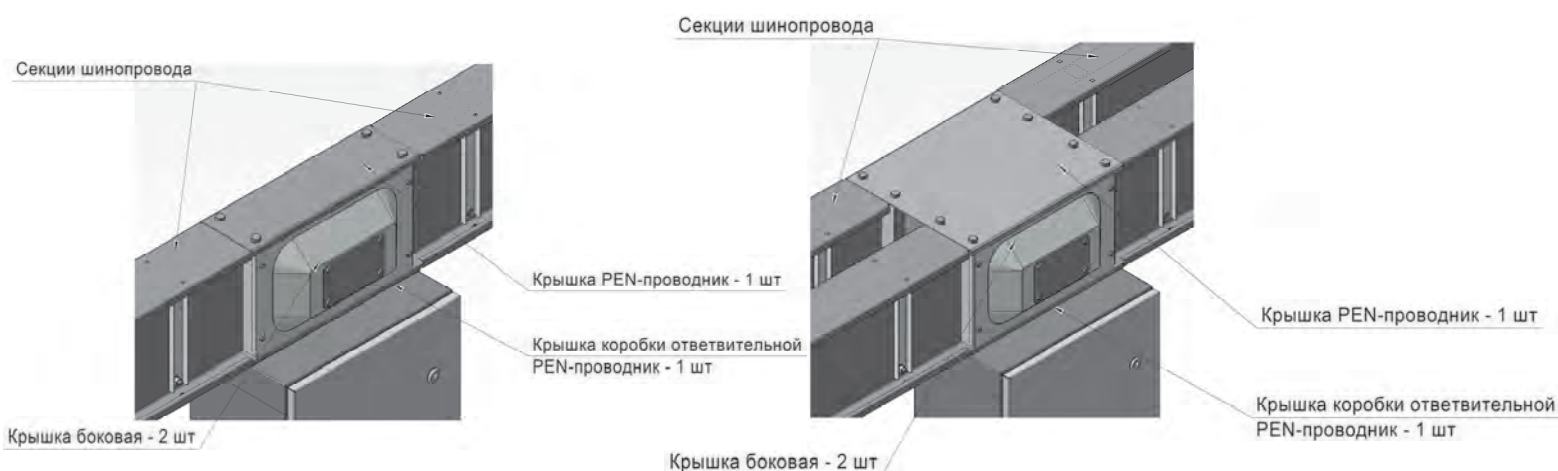 Секции шинопровода
Крышка PEN-проводник - 1 шт
Крышка коробки ответвительной
PEN-проводник - 1 шт
Крышка боковая - 2 шт
Секции шинопровода
Крышка PEN-проводник - 1 шт
Крышка коробки ответвительной
PEN-проводник - 1 шт
Крышка боковая - 2 шт